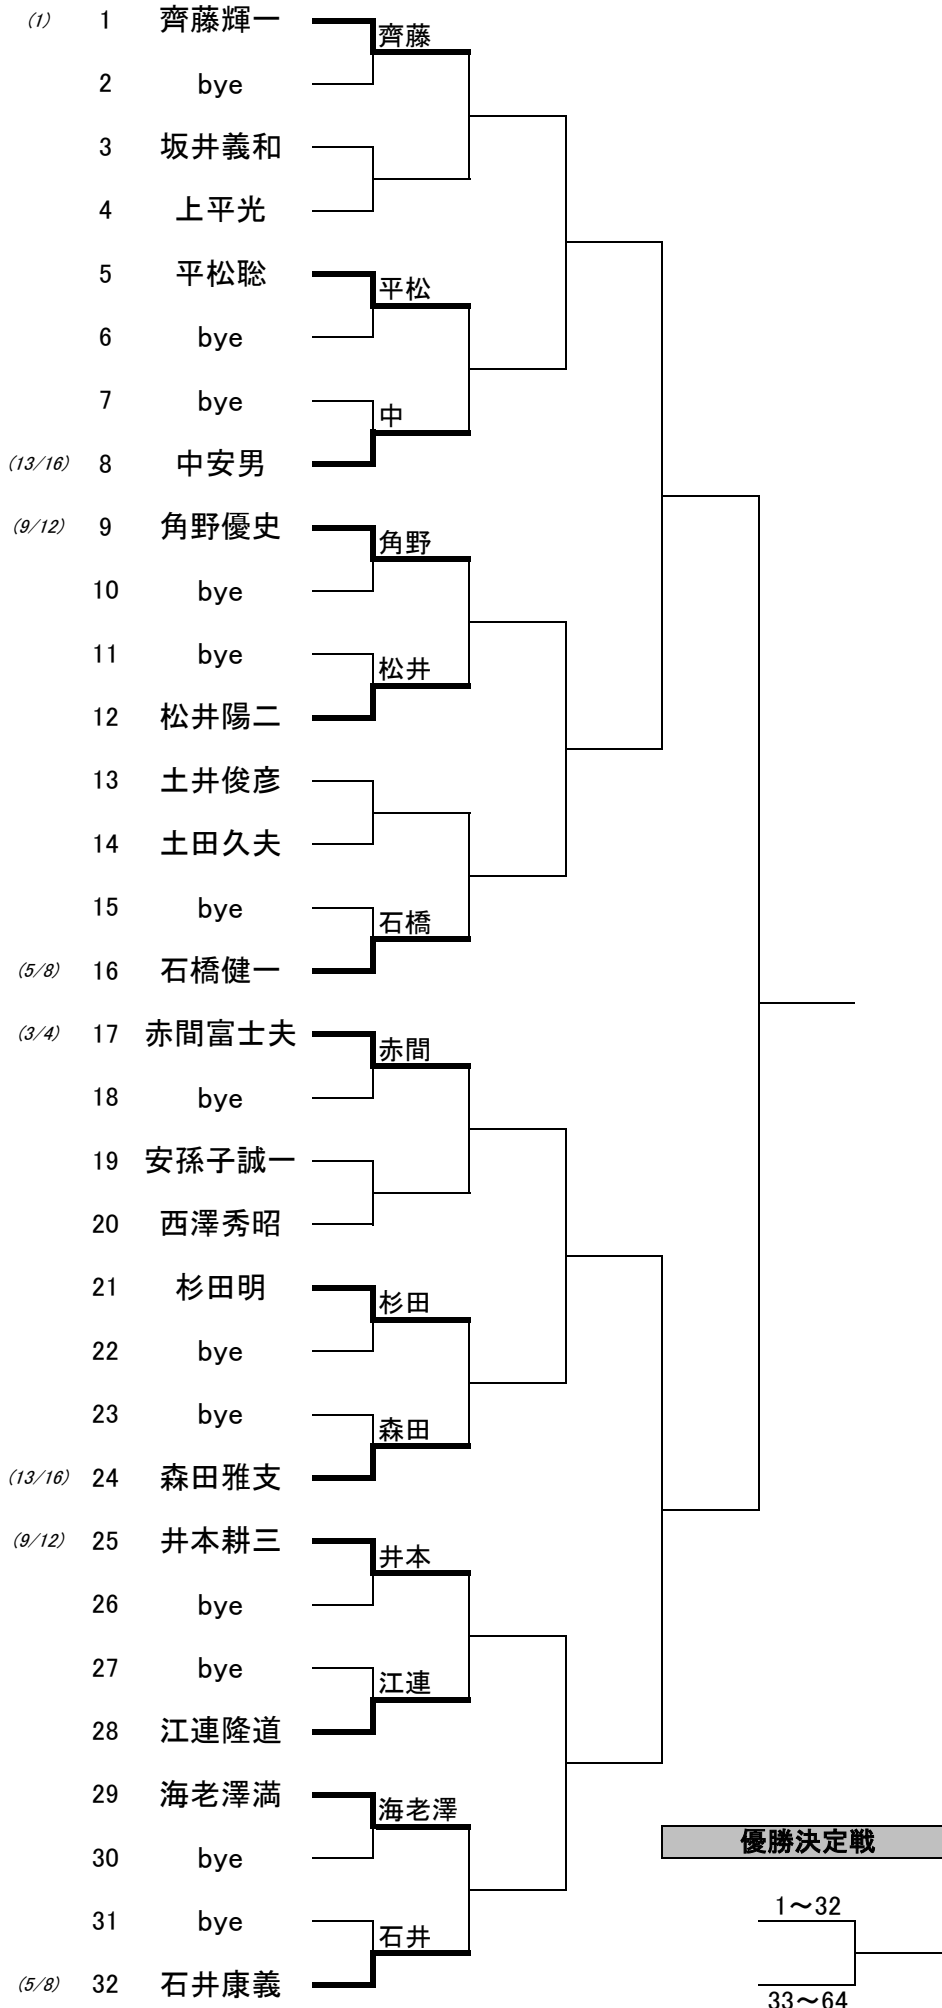 (1) 1 齊藤輝一
齊藤
2 bye
3 坂井義和
4 上平光
5 平松聡
平松
6 bye
7 bye
中
(13/16) 8 中安男
(9/12) 9 角野優史
角野
10 bye
11 bye
松井
12 松井陽二
13 土井俊彦
14 土田久夫
15 bye
石橋
(5/8) 16 石橋健一
(3/4) 17 赤間富士夫
赤間
18 bye
19 安孫子誠一
20 西澤秀昭
21 杉田明
杉田
22 bye
23 bye
森田
(13/16) 24 森田雅支
(9/12) 25 井本耕三
井本
26 bye
27 bye
江連
28 江連隆道
29 海老澤満
海老澤
優勝決定戦
30 bye
1～32
31 bye
石井
(5/8) 32 石井康義
33～64